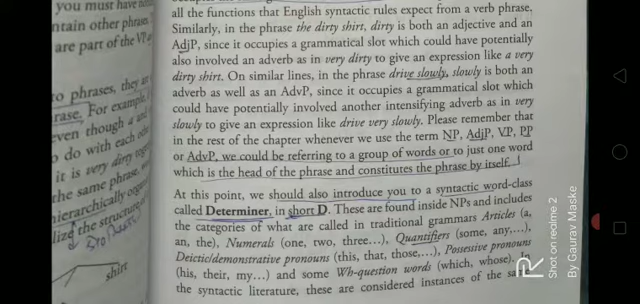 you must have
ntain other phrases
are part of the VP
to phrases, they are
rase. For example,
even though a and
o do with each other
it is very dirty
the same phrase,
hierarchically
lize the structure
shirt
all the functions that English syntactic rules expect from a verb phrase.
Similarly, in the phrase the dirty shirt, dirty is both an adjective and an
AdjP, since it occupies a grammatical slot which could have potentially
also involved an adverb as in very dirty to give an expression like a very
dirty shirt. On similar lines, in the phrase drive slowly, slowly is both an
adverb as well as an AdvP, since it occupies a grammatical slot which
could have potentially involved another intensifying adverb as in very
slowly to give an expression like drive very slowly. Please remember that
in the rest of the chapter whenever we use the term NP, AdjP, VP, PP
or AdvP, we could be referring to a group of words or to just one word
which is the head of the phrase and constitutes the phrase by itself.
At this point, we should also introduce you to a syntactic word-class
called Determiner, in short D. These are found inside NPs and includes
the categories of what are called in traditional grammars Articles (a,
an, the), Numerals (one, two, three...), Quantifiers (some, any,...),
Deictic/demonstrative pronouns (this, that, those,...), Possessive pronouns
(his, their, my...) and some Wh-question words (which, whose). In
the syntactic literature, these are considered instances of the
Shot on realme 2
By Gaurav Maske